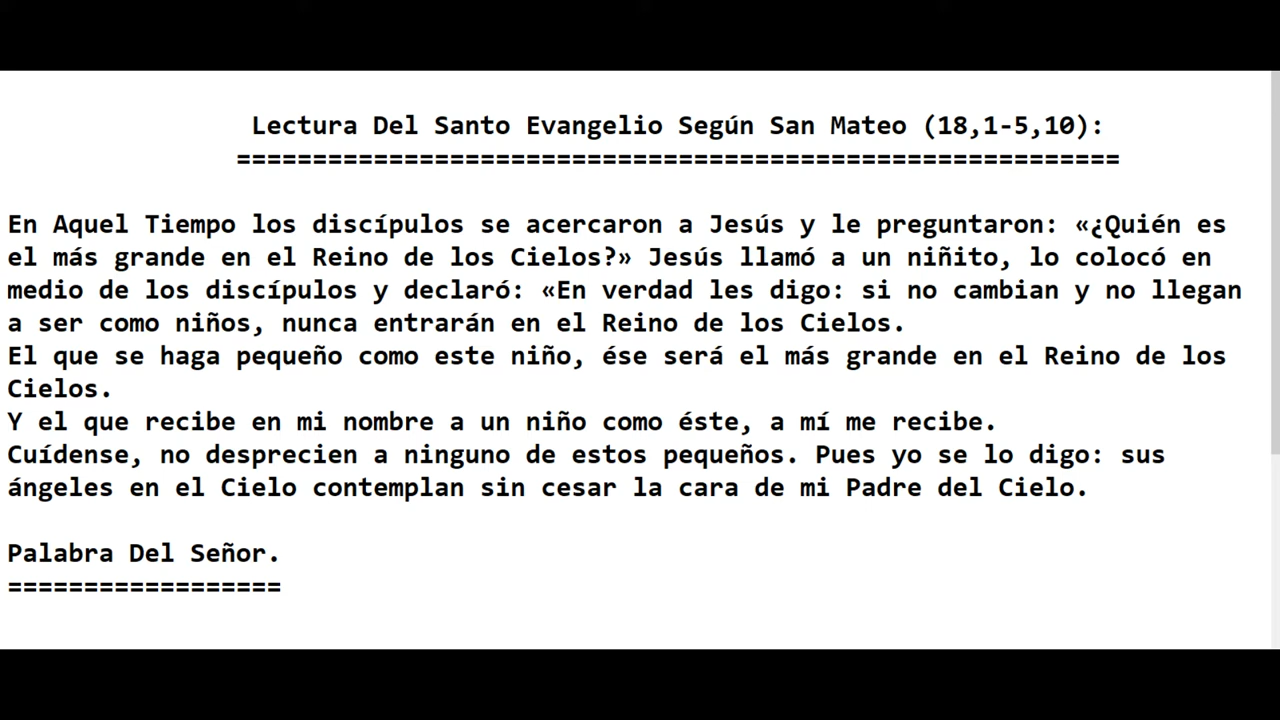 Lectura Del Santo Evangelio Según San Mateo (18,1-5,10):
==========================================================
En Aquel Tiempo los discípulos se acercaron a Jesús y le preguntaron: «¿Quién es
el más grande en el Reino de los Cielos?» Jesús llamó a un niñito, lo colocó en
medio de los discípulos y declaró: «En verdad les digo: si no cambian y no llegan
a ser como niños, nunca entrarán en el Reino de los Cielos.
El que se haga pequeño como este niño, ése será el más grande en el Reino de los
Cielos.
Y el que recibe en mi nombre a un niño como éste, a mí me recibe.
Cuídense, no desprecien a ninguno de estos pequeños. Pues yo se lo digo: sus
ángeles en el Cielo contemplan sin cesar la cara de mi Padre del Cielo.
Palabra Del Señor.
==================